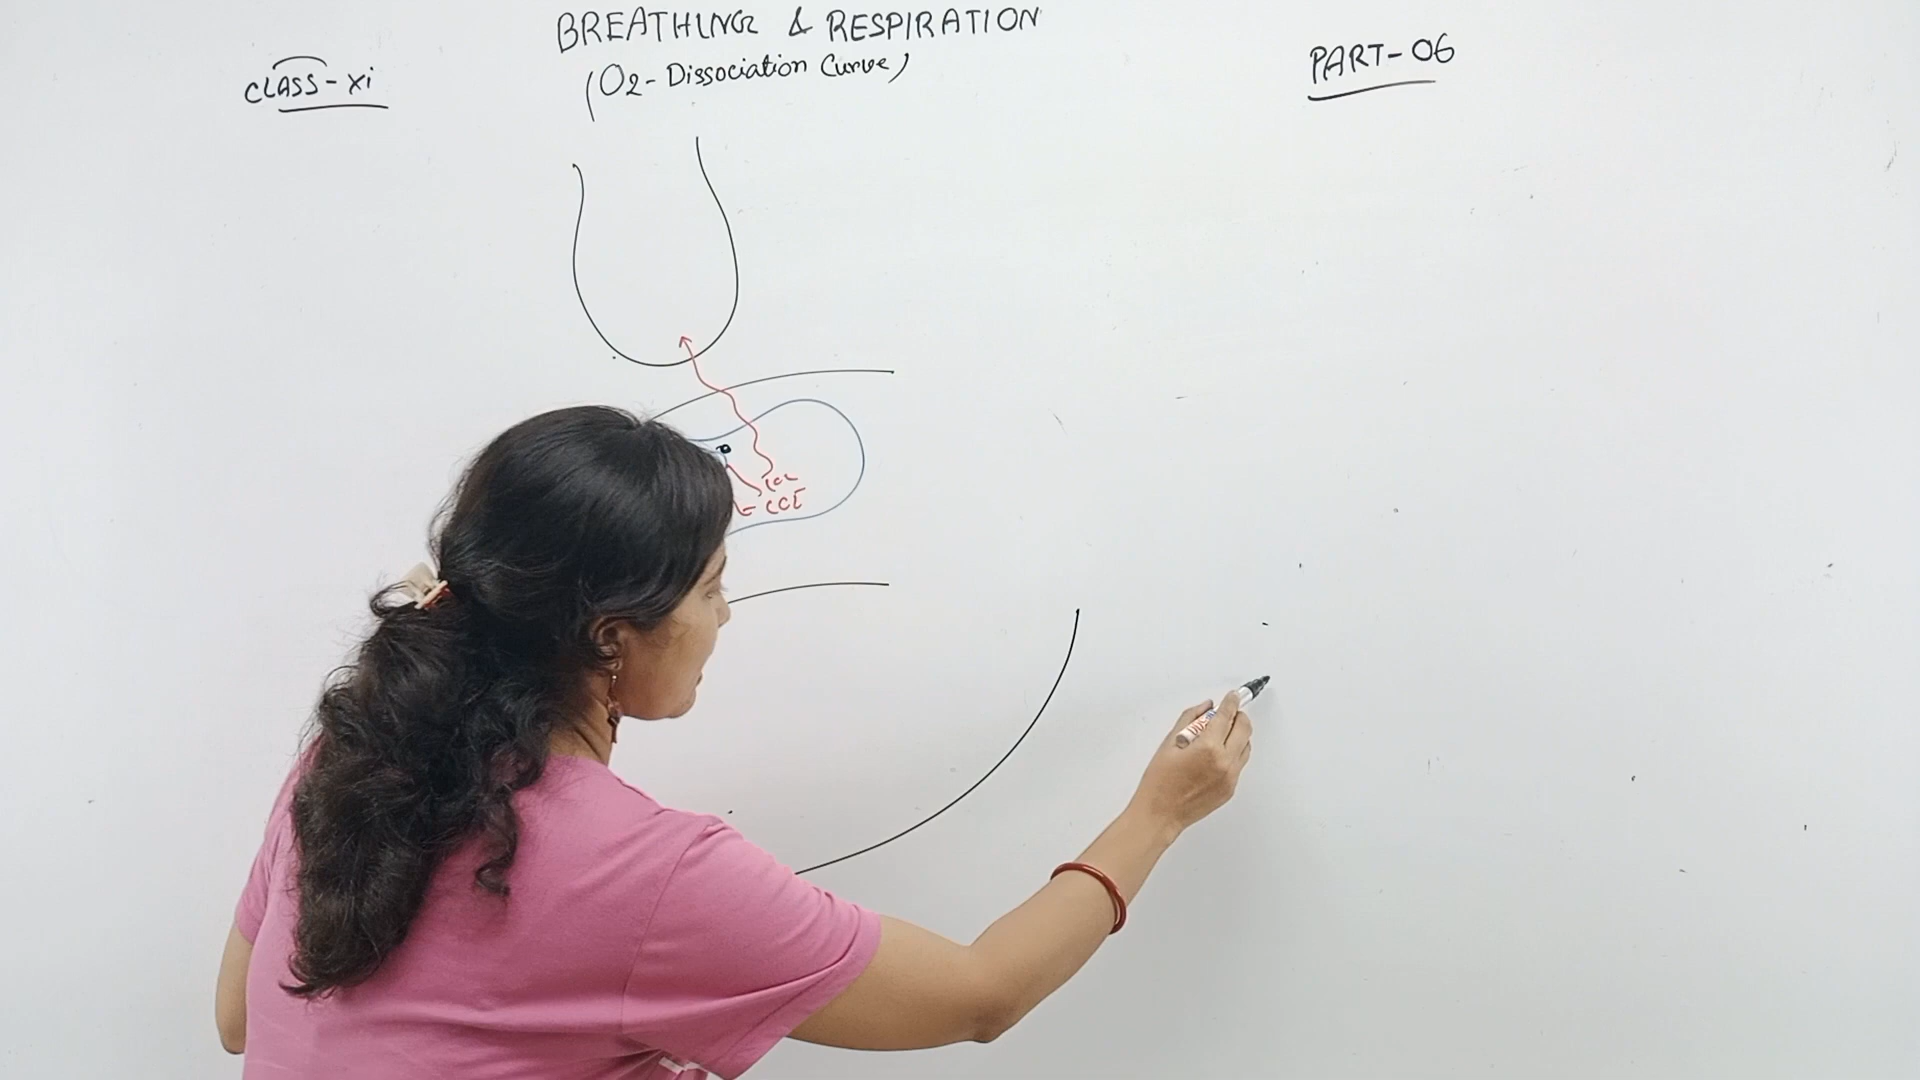 BREATHING & RESPIRATION
(O2- Dissociation Curve)
CLASS-Xi
PART-06